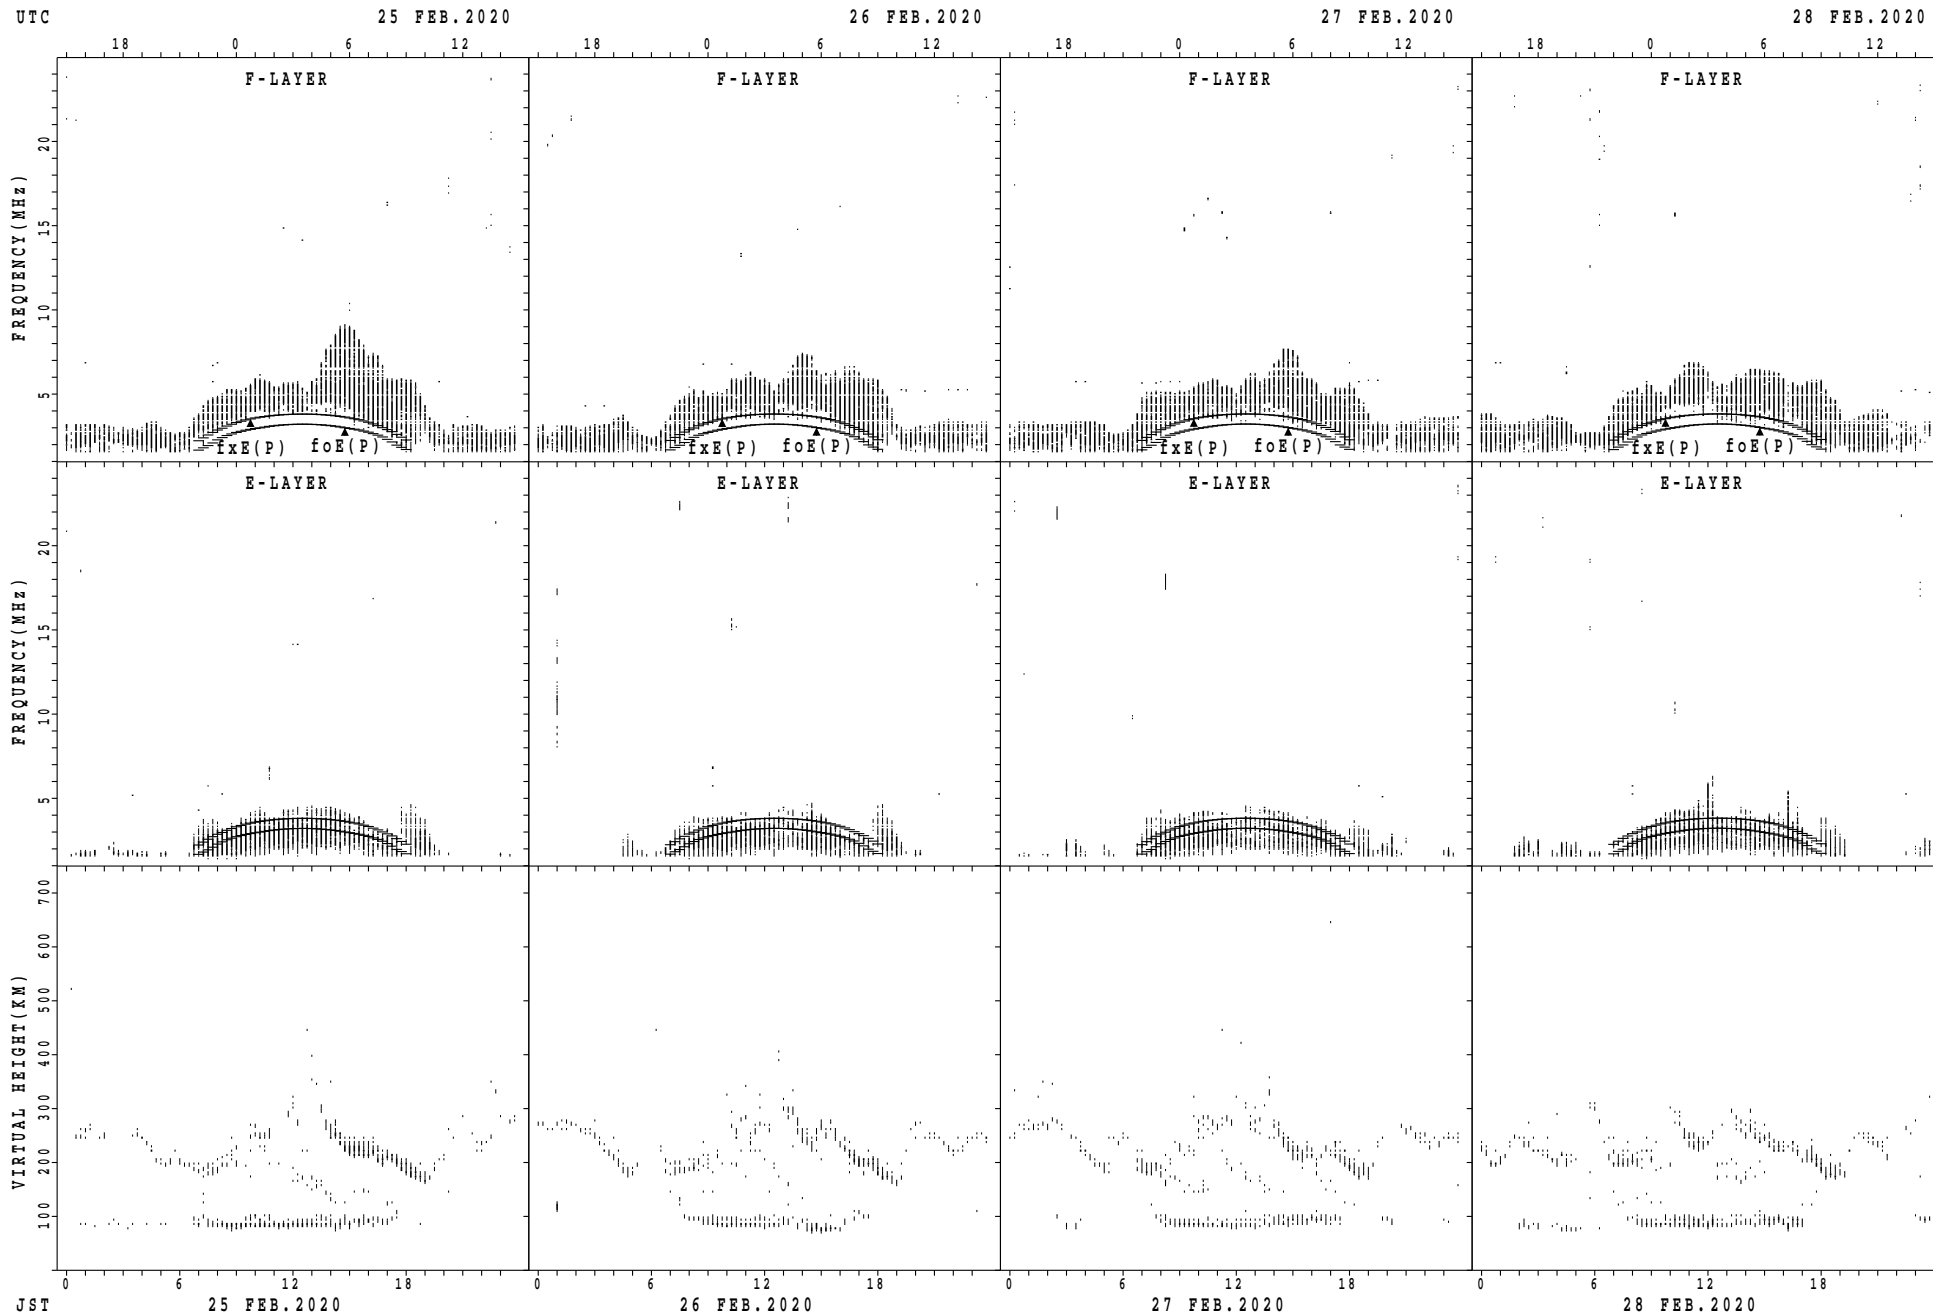 UTC 25 FEB.2020 26 FEB.2020 27 FEB.2020 28 FEB.2020
18 0 6 12 18 0 6 12 18 0 6 12 18 0 6 12
F-LAYER F-LAYER F-LAYER F-LAYER
FREQUENCY(MHz)
20
15
10
5
fxE(P) foE(P) fxE(P) foE(P) fxE(P) foE(P) fxE(P) foE(P)
E-LAYER E-LAYER E-LAYER E-LAYER
FREQUENCY(MHz)
20
15
10
5
VIRTUAL HEIGHT(KM)
700
600
500
400
300
200
100
0 6 12 18 0 6 12 18 0 6 12 18 0 6 12 18
JST 25 FEB.2020 26 FEB.2020 27 FEB.2020 28 FEB.2020